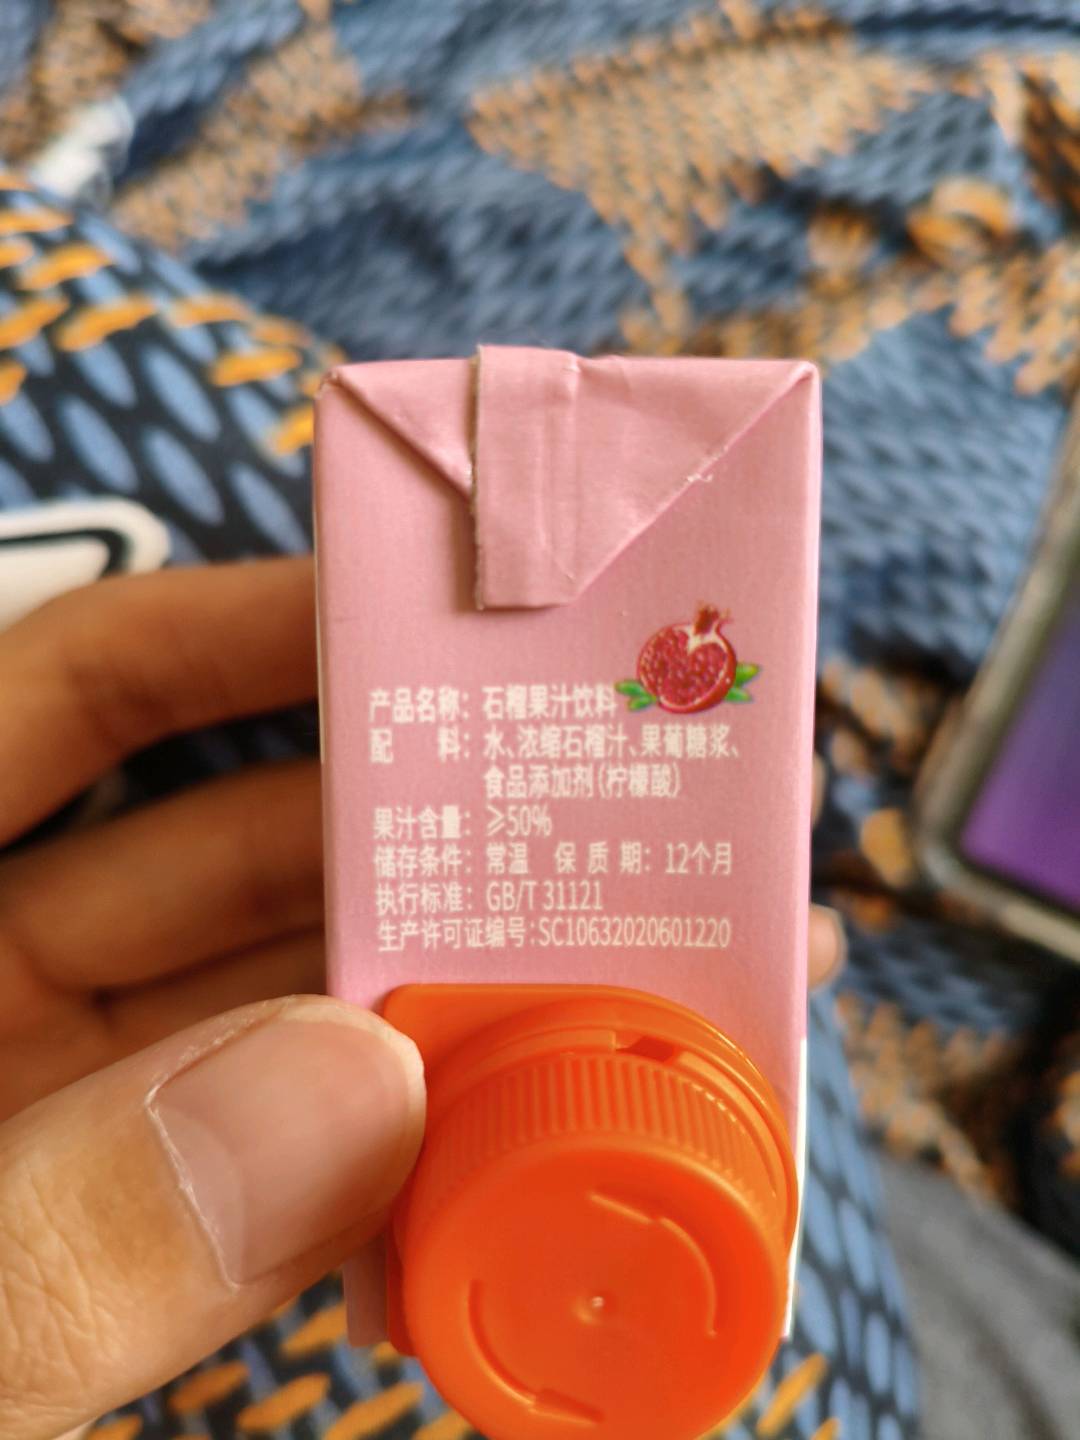 产品名称：石榴果汁饮料
配　　料：水、浓缩石榴汁、果葡糖浆、
食品添加剂（柠檬酸）
果汁含量：≥50%
储存条件：常温　保 质 期：12个月
执行标准：GB/T 31121
生产许可证编号：SC10632020601220